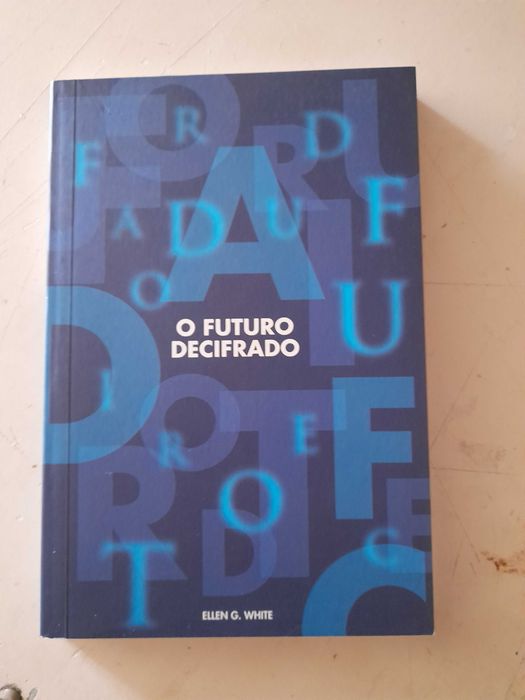 O FUTURO
DECIFRADO
ELLEN G. WHITE